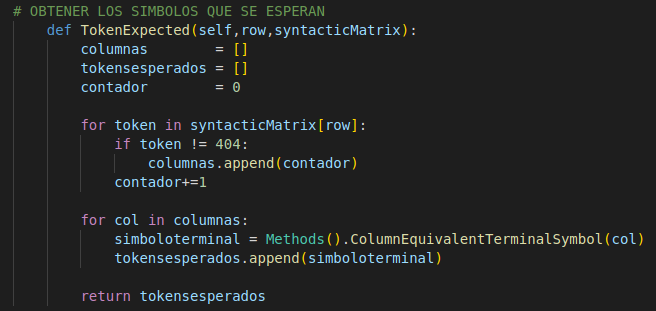 # OBTENER LOS SIMBOLOS QUE SE ESPERAN
def TokenExpected(self,row,syntacticMatrix):
columnas = []
tokensesperados = []
contador = 0
for token in syntacticMatrix[row]:
if token != 404:
columnas.append(contador)
contador+=1
for col in columnas:
simboloterminal = Methods().ColumnEquivalentTerminalSymbol(col)
tokensesperados.append(simboloterminal)
return tokensesperados